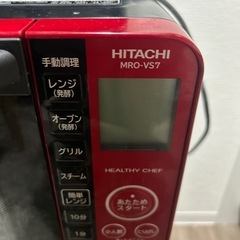 手動調理
HITACHI
MRO-VS7
レンジ
(発酵)
オーブン
(発酵)
HEALTHY CHEF
グリル
スチーム
あたため
スタート
簡単
レンジ
10分
1分